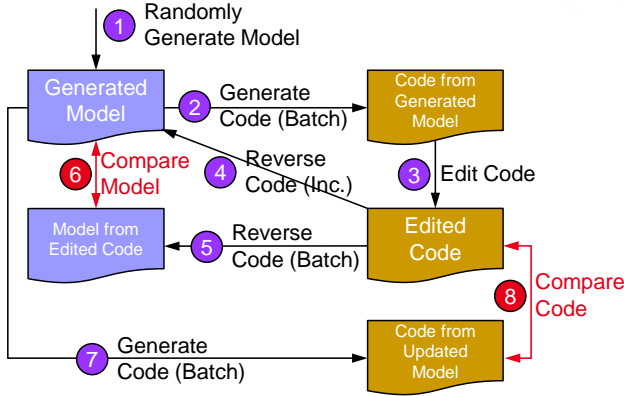 1
Randomly
Generate Model
Generated
Model
2
Generate
Code (Batch)
Code from
Generated
Model
6
Compare
Model
4
Reverse
Code (Inc.)
3
Edit Code
Model from
Edited Code
5
Reverse
Code (Batch)
Edited
Code
8
Compare
Code
7
Generate
Code (Batch)
Code from
Updated
Model